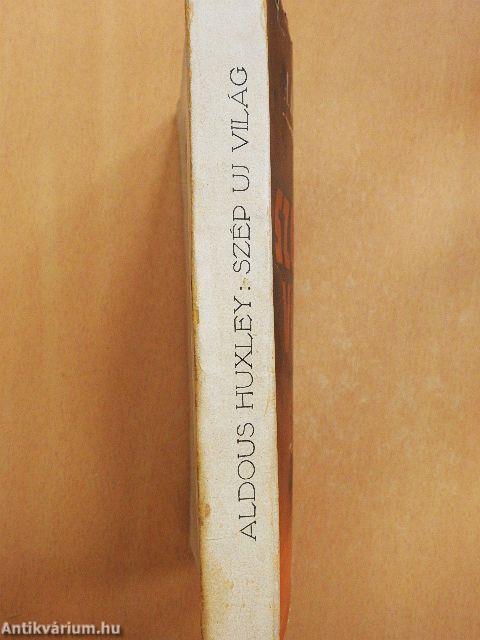 ALDOUS HUXLEY: SZÉP UJ VILÁG
Antikvárium.hu